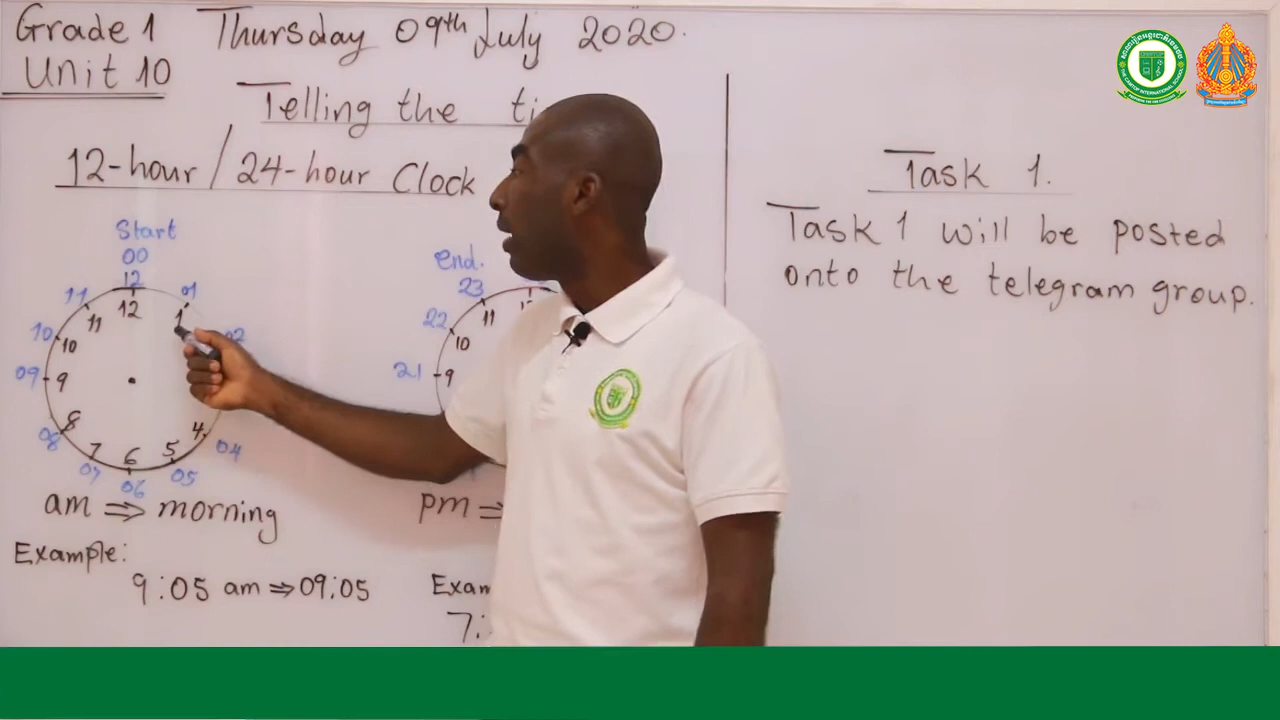 Grade 1 Thursday 09th July 2020.
Unit 10
Telling the ti
12-hour / 24-hour Clock
Start
00
12
11 01
12
11 1
10 02
10
09 9
8 4
08 04
7 6 5
07 06 05
am ⇒ morning
Example:
9:05 am ⇒ 09:05
end.
23
11
22
10
21 9
pm ⇒
Exam
7:
Task 1.
Task 1 will be posted
onto the telegram group.